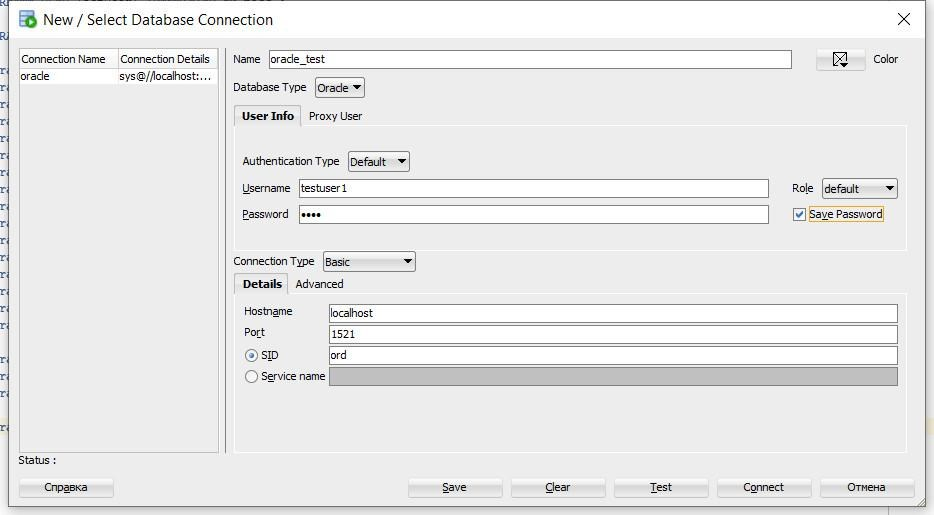 New / Select Database Connection
Connection Name Connection Details
oracle sys@//localhost:...
Name oracle_test Color
Database Type Oracle
User Info Proxy User
Authentication Type Default
Username testuser1 Role default
Password •••• Save Password
Connection Type Basic
Details Advanced
Hostname localhost
Port 1521
SID ord
Service name
Status :
Справка Save Clear Test Connect Отмена